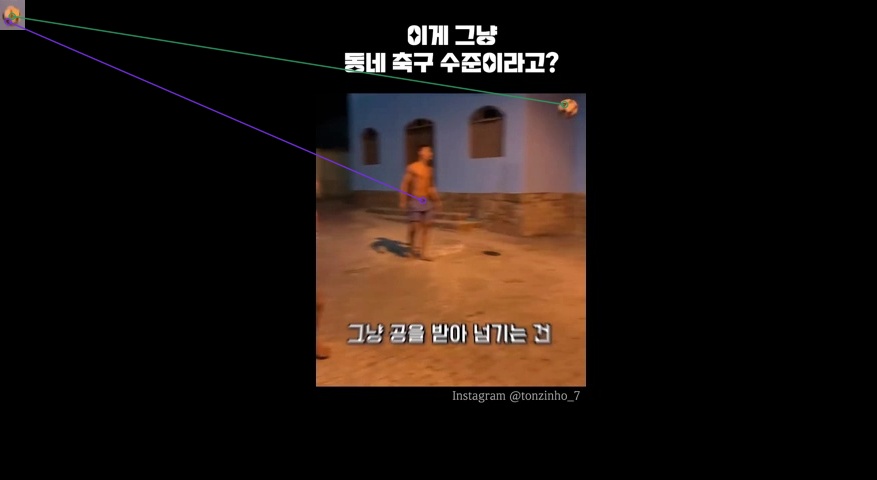 이게 그냥
동네 축구 수준이라고?
그냥 공을 받아 넘기는 건
Instagram @tonzinho_7